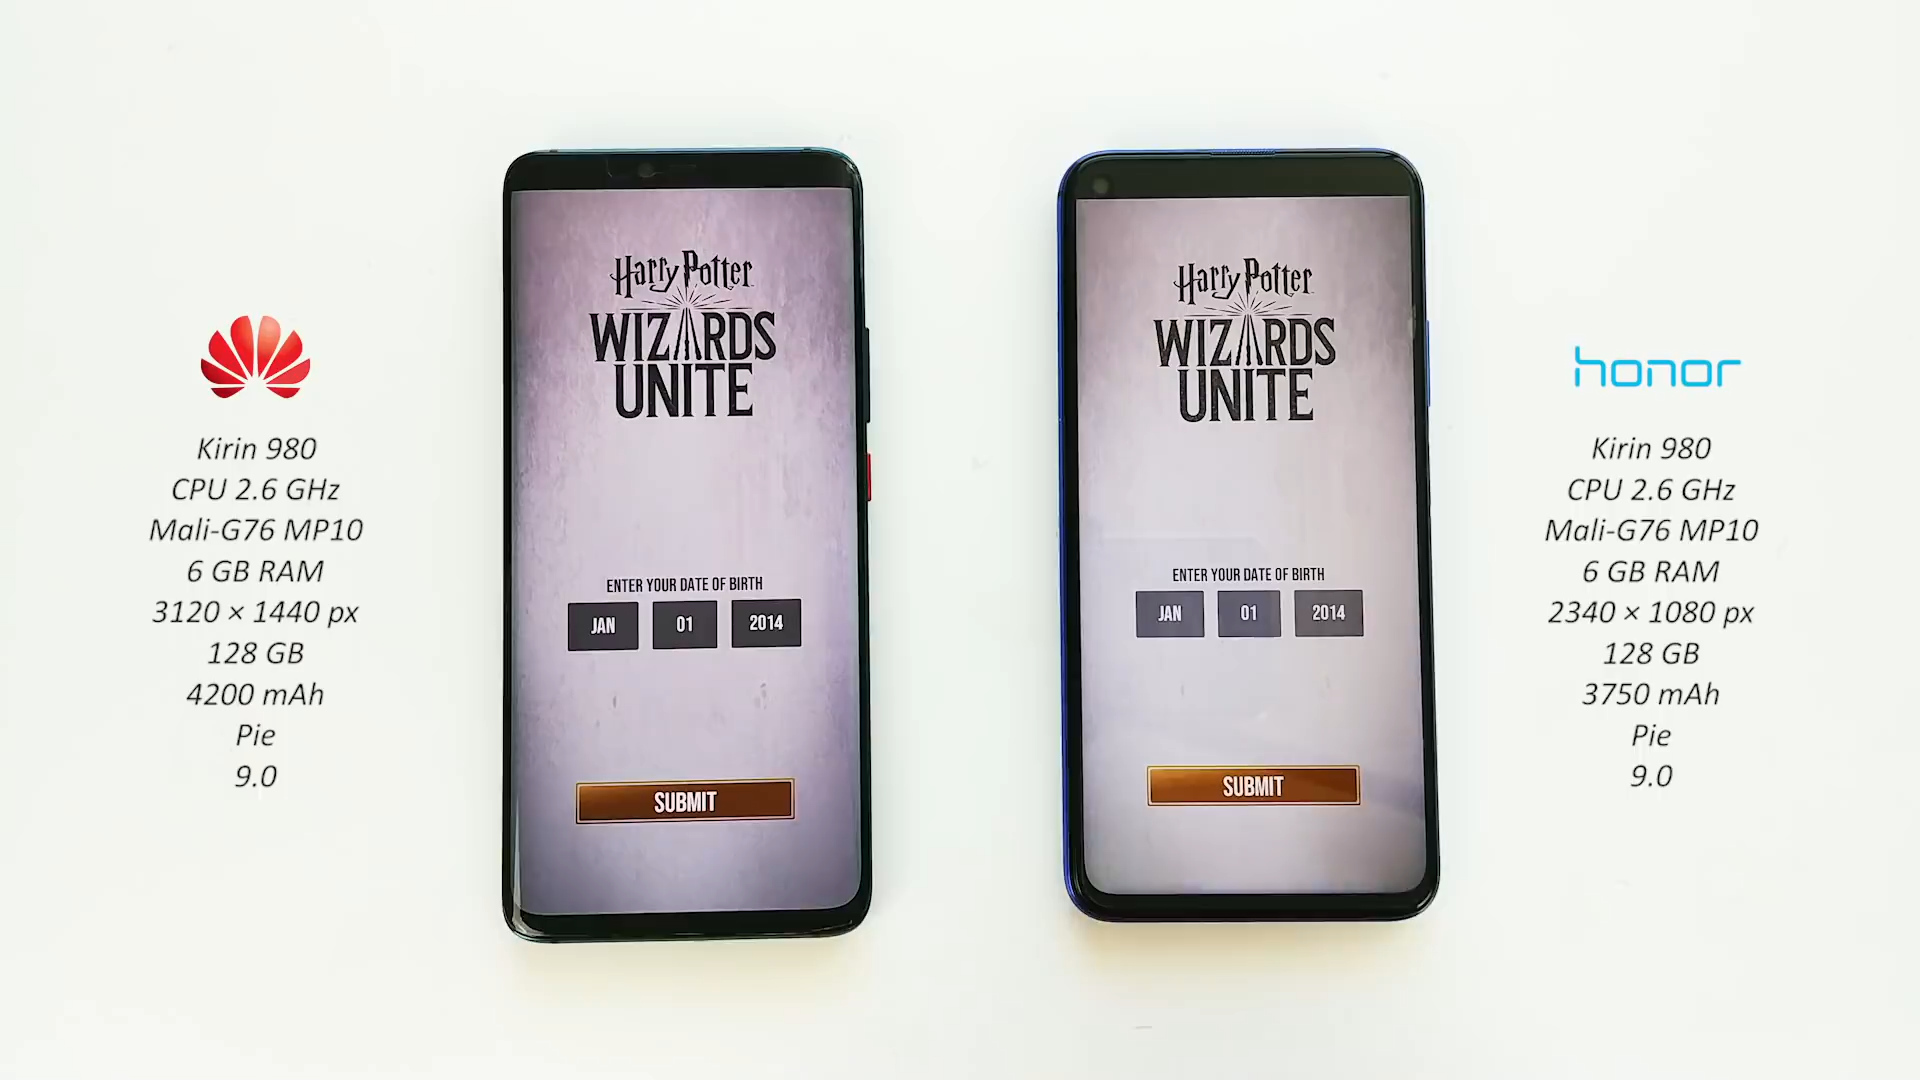 Kirin 980
CPU 2.6 GHz
Mali-G76 MP10
6 GB RAM
3120 × 1440 px
128 GB
4200 mAh
Pie
9.0
Harry Potter
WIZARDS
UNITE
ENTER YOUR DATE OF BIRTH
JAN 01 2014
SUBMIT
Harry Potter
WIZARDS
UNITE
ENTER YOUR DATE OF BIRTH
JAN 01 2014
SUBMIT
honor
Kirin 980
CPU 2.6 GHz
Mali-G76 MP10
6 GB RAM
2340 × 1080 px
128 GB
3750 mAh
Pie
9.0